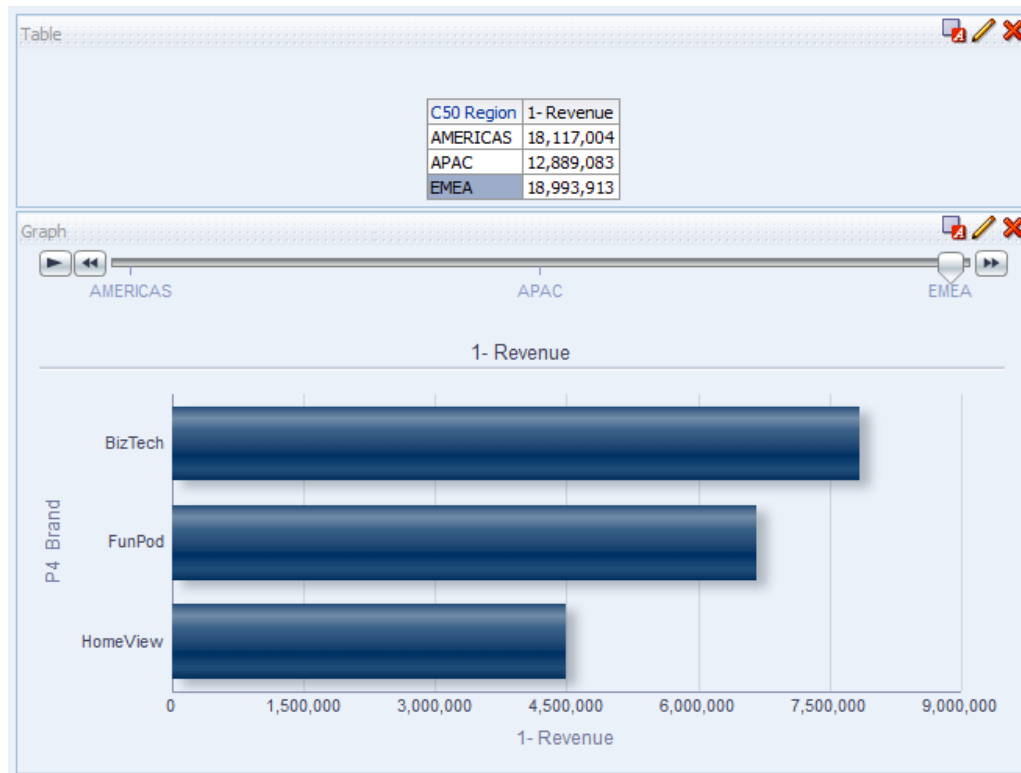 Table
C50 Region 1- Revenue
AMERICAS 18,117,004
APAC 12,889,083
EMEA 18,993,913
Graph
AMERICAS APAC EMEA
1- Revenue
BizTech
FunPod
HomeView
P4 Brand
0 1,500,000 3,000,000 4,500,000 6,000,000 7,500,000 9,000,000
1- Revenue